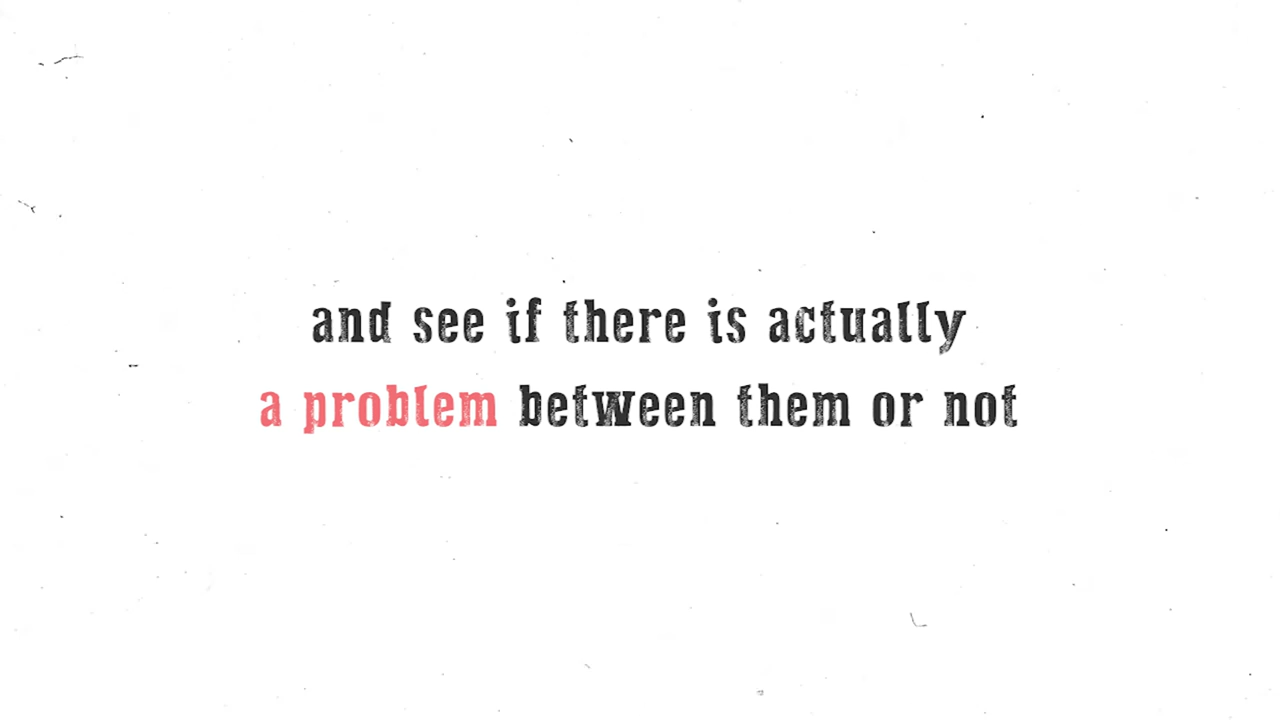 and see if there is actually
a problem between them or not